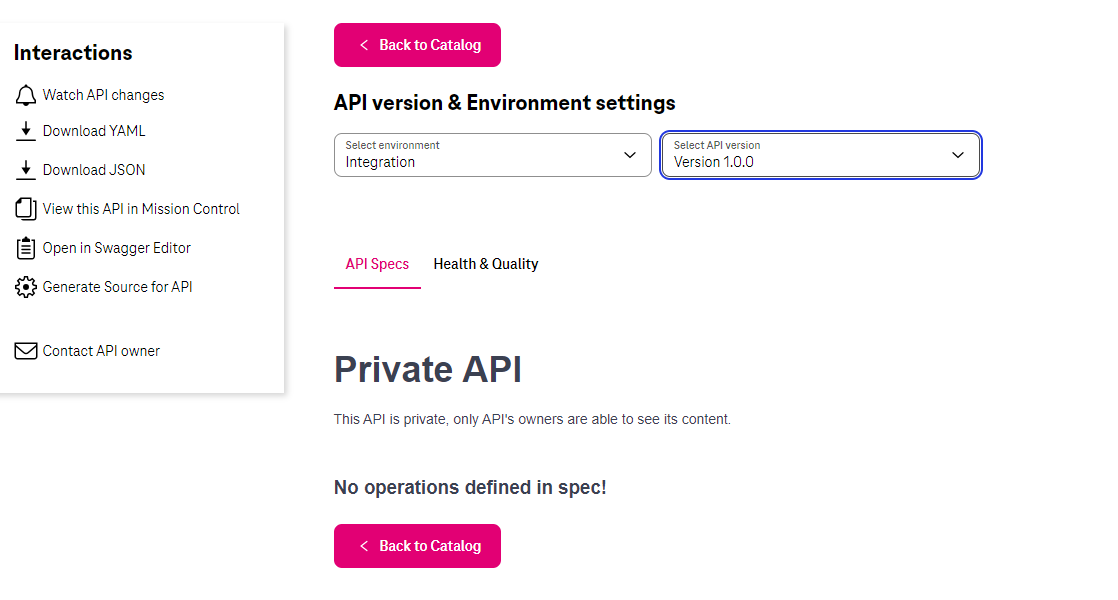 Interactions
Watch API changes
Download YAML
Download JSON
View this API in Mission Control
Open in Swagger Editor
Generate Source for API
Contact API owner
Back to Catalog
API version & Environment settings
Select environment
Integration
Select API version
Version 1.0.0
API Specs
Health & Quality
Private API
This API is private, only API's owners are able to see its content.
No operations defined in spec!
Back to Catalog